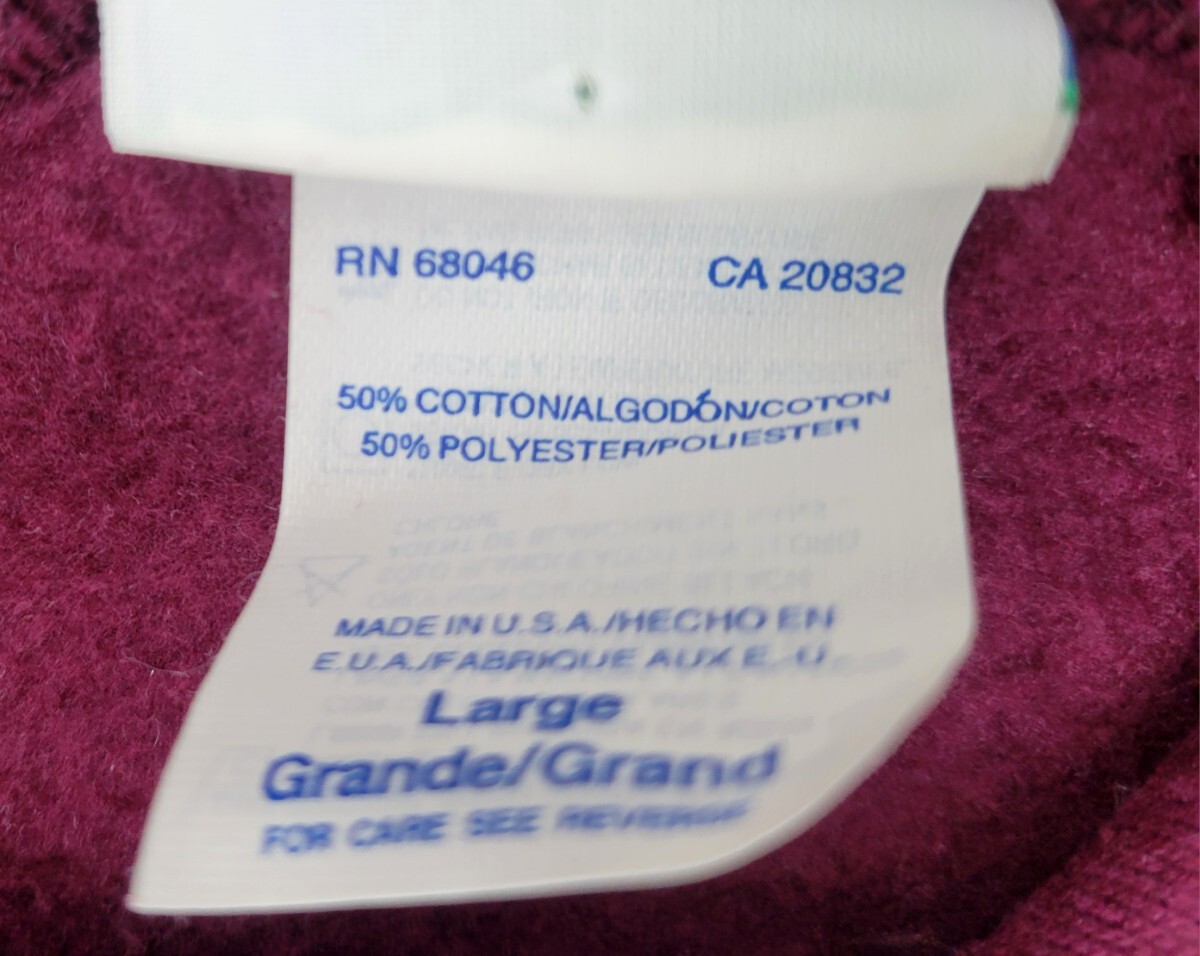 RN 68046 CA 20832
50% COTTON/ALGODÓN/COTON
50% POLYESTER/POLIESTER
MADE IN U.S.A./HECHO EN
E.U.A./FABRIQUE AUX E.-U.
Large
Grande/Grand
FOR CARE SEE REVERSE